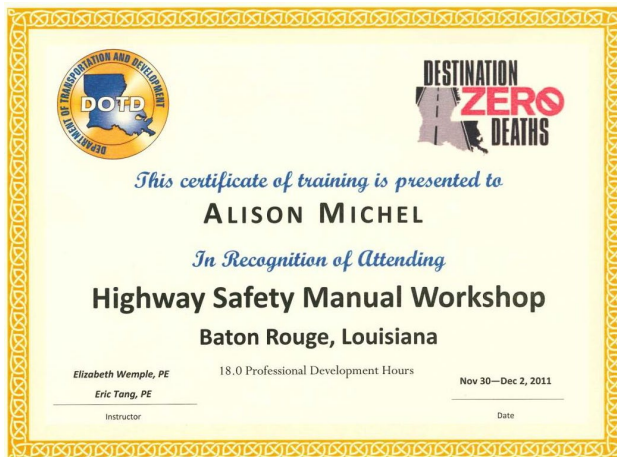 DEPARTMENT OF TRANSPORTATION AND DEVELOPMENT
DOTD
DESTINATION
ZERO
DEATHS
This certificate of training is presented to
ALISON MICHEL
In Recognition of Attending
Highway Safety Manual Workshop
Baton Rouge, Louisiana
18.0 Professional Development Hours
Elizabeth Wemple, PE
Eric Tang, PE
Instructor
Nov 30—Dec 2, 2011
Date